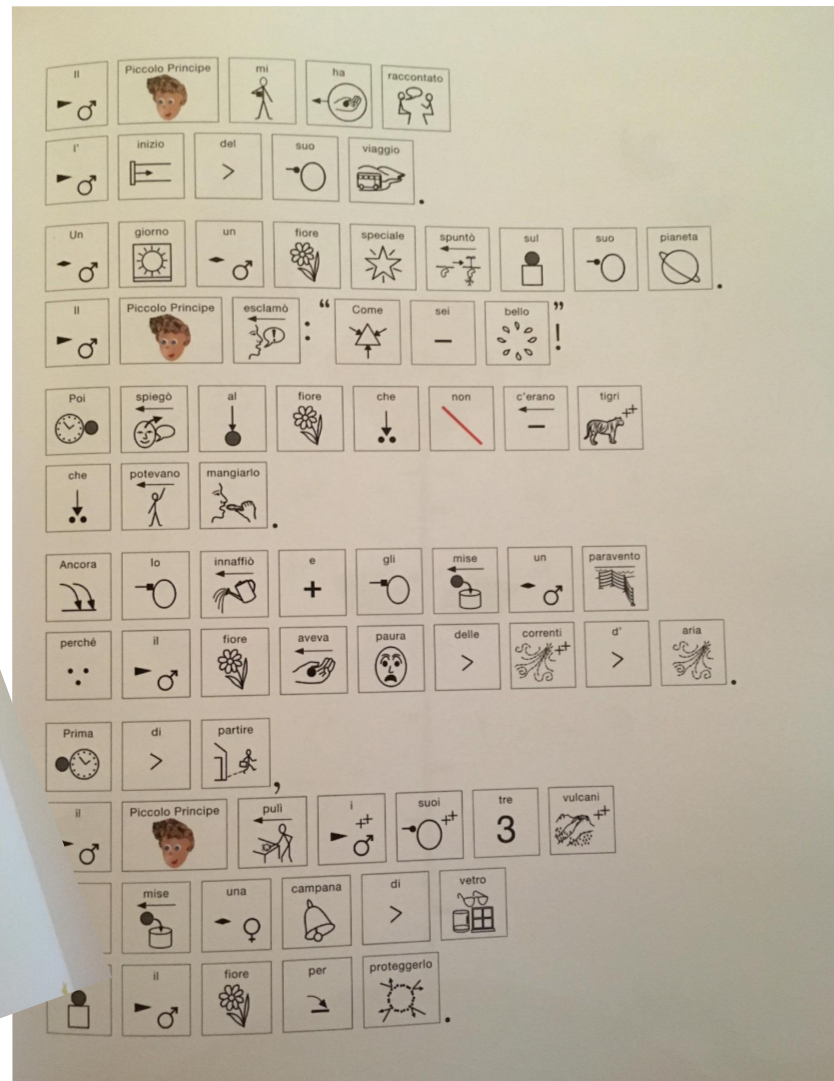 Il Piccolo Principe mi ha raccontato
l' inizio del suo viaggio.
Un giorno un fiore speciale spuntò sul suo pianeta.
Il Piccolo Principe esclamò: “Come sei bello”!
Poi spiegò al fiore che non c'erano tigri
che potevano mangiarlo.
Ancora lo innaffiò e gli mise un paravento
perché il fiore aveva paura delle correnti d' aria.
Prima di partire,
il Piccolo Principe pulì i suoi tre 3 vulcani
mise una campana di vetro
il fiore per proteggerlo.